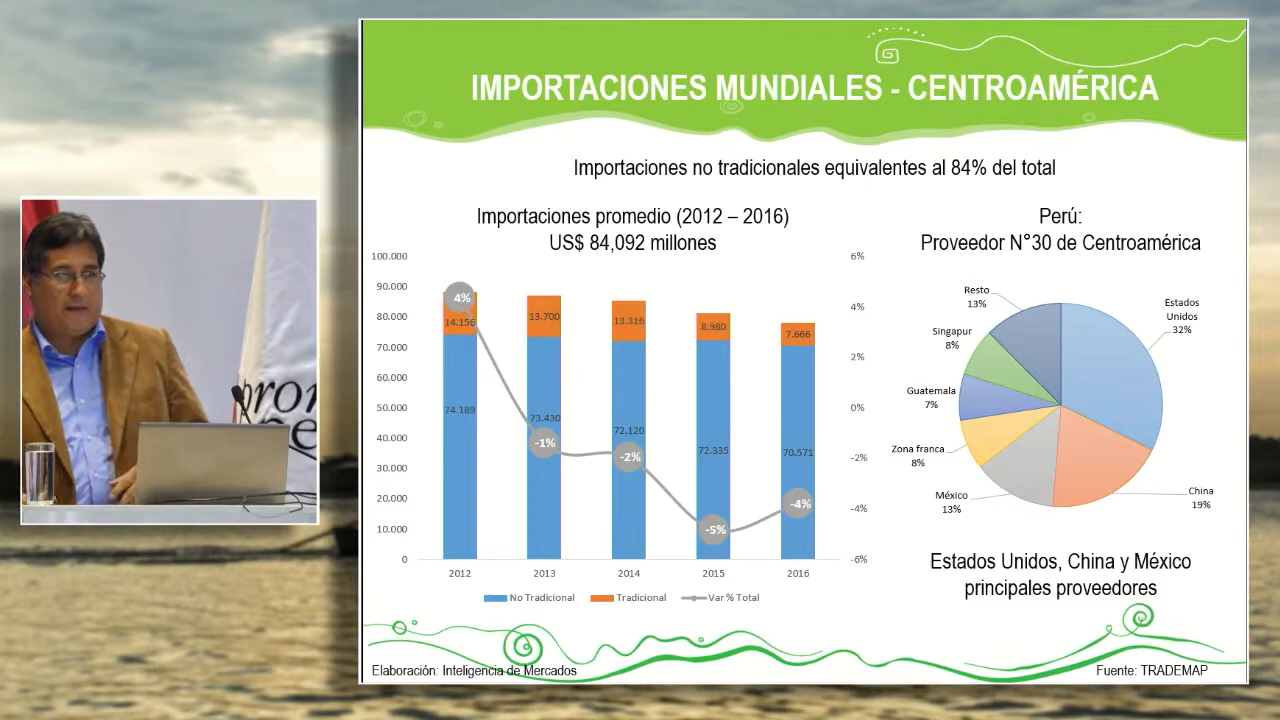 IMPORTACIONES MUNDIALES - CENTROAMÉRICA
Importaciones no tradicionales equivalentes al 84% del total
Importaciones promedio (2012 – 2016)
US$ 84,092 millones
100.000
90.000
80.000
70.000
60.000
50.000
40.000
30.000
20.000
10.000
0
6%
4%
2%
0%
-2%
-4%
-6%
4%
-1%
-2%
-5%
-4%
14.156
13.700
13.316
8.980
7.666
74.189
73.430
72.120
72.335
70.571
2012
2013
2014
2015
2016
No Tradicional
Tradicional
Var % Total
Perú:
Proveedor N°30 de Centroamérica
Resto
13%
Estados
Unidos
32%
Singapur
8%
Guatemala
7%
Zona franca
8%
México
13%
China
19%
Estados Unidos, China y México
principales proveedores
Elaboración: Inteligencia de Mercados
Fuente: TRADEMAP